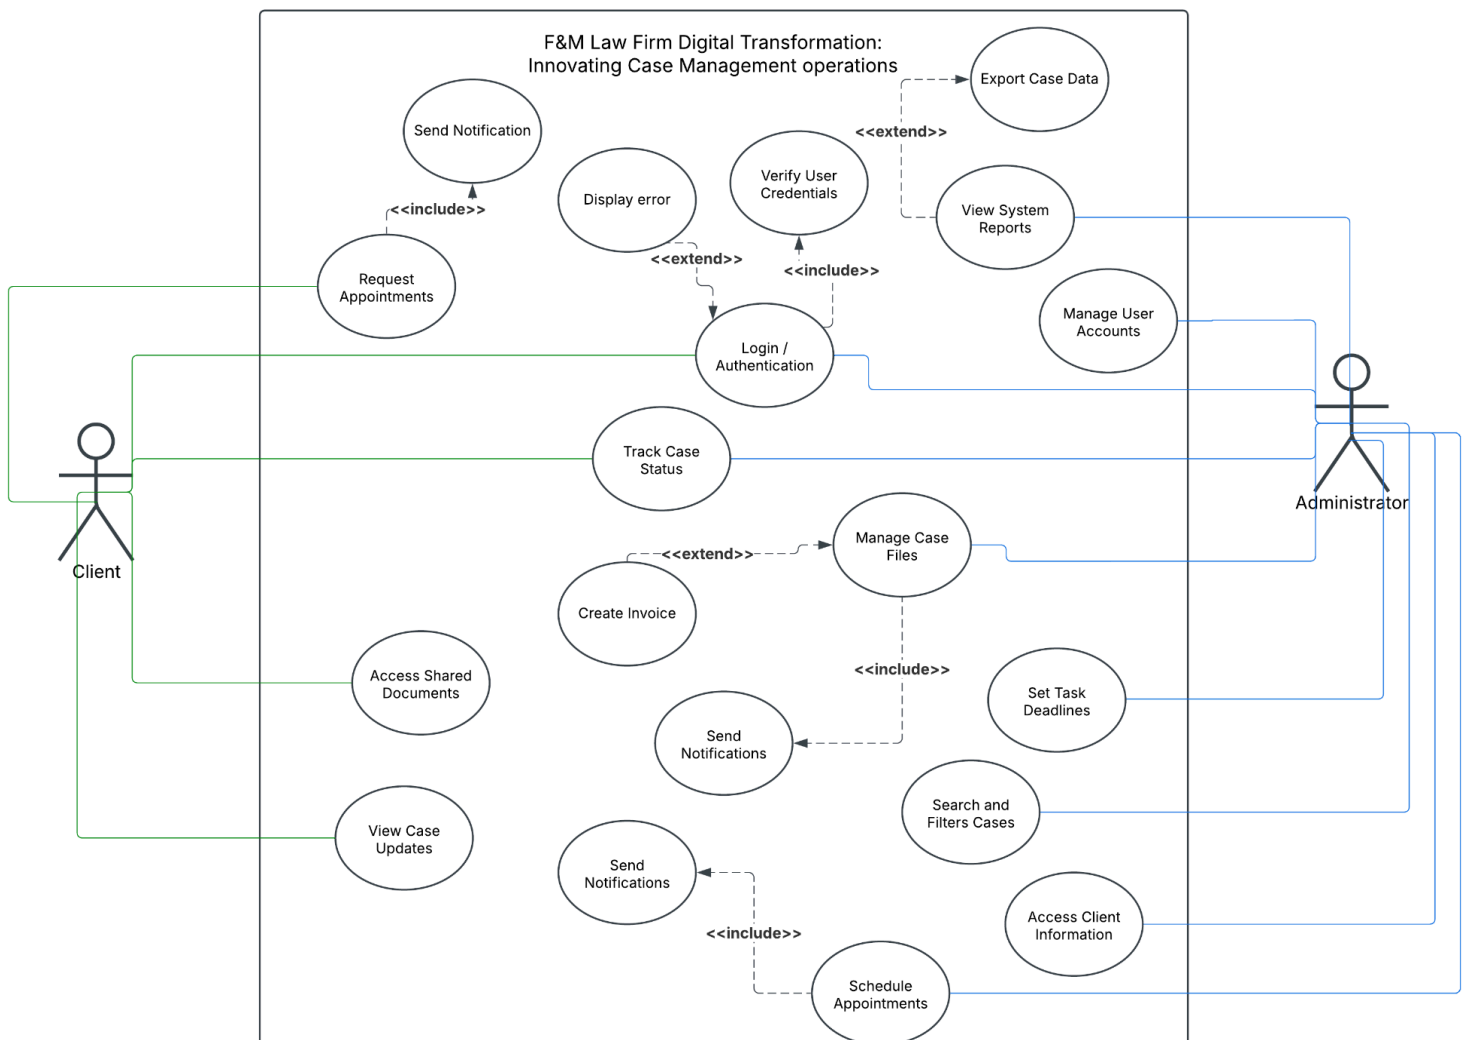 F&M Law Firm Digital Transformation:
Innovating Case Management operations
Export Case Data
Send Notification
<<extend>>
Verify User
Credentials
Display error
<<include>>
View System
Reports
<<extend>>
<<include>>
Request
Appointments
Manage User
Accounts
Login /
Authentication
Track Case
Status
Administrator
Client
Manage Case
Files
<<extend>>
Create Invoice
<<include>>
Access Shared
Documents
Set Task
Deadlines
Send
Notifications
Search and
Filters Cases
View Case
Updates
Send
Notifications
Access Client
Information
<<include>>
Schedule
Appointments